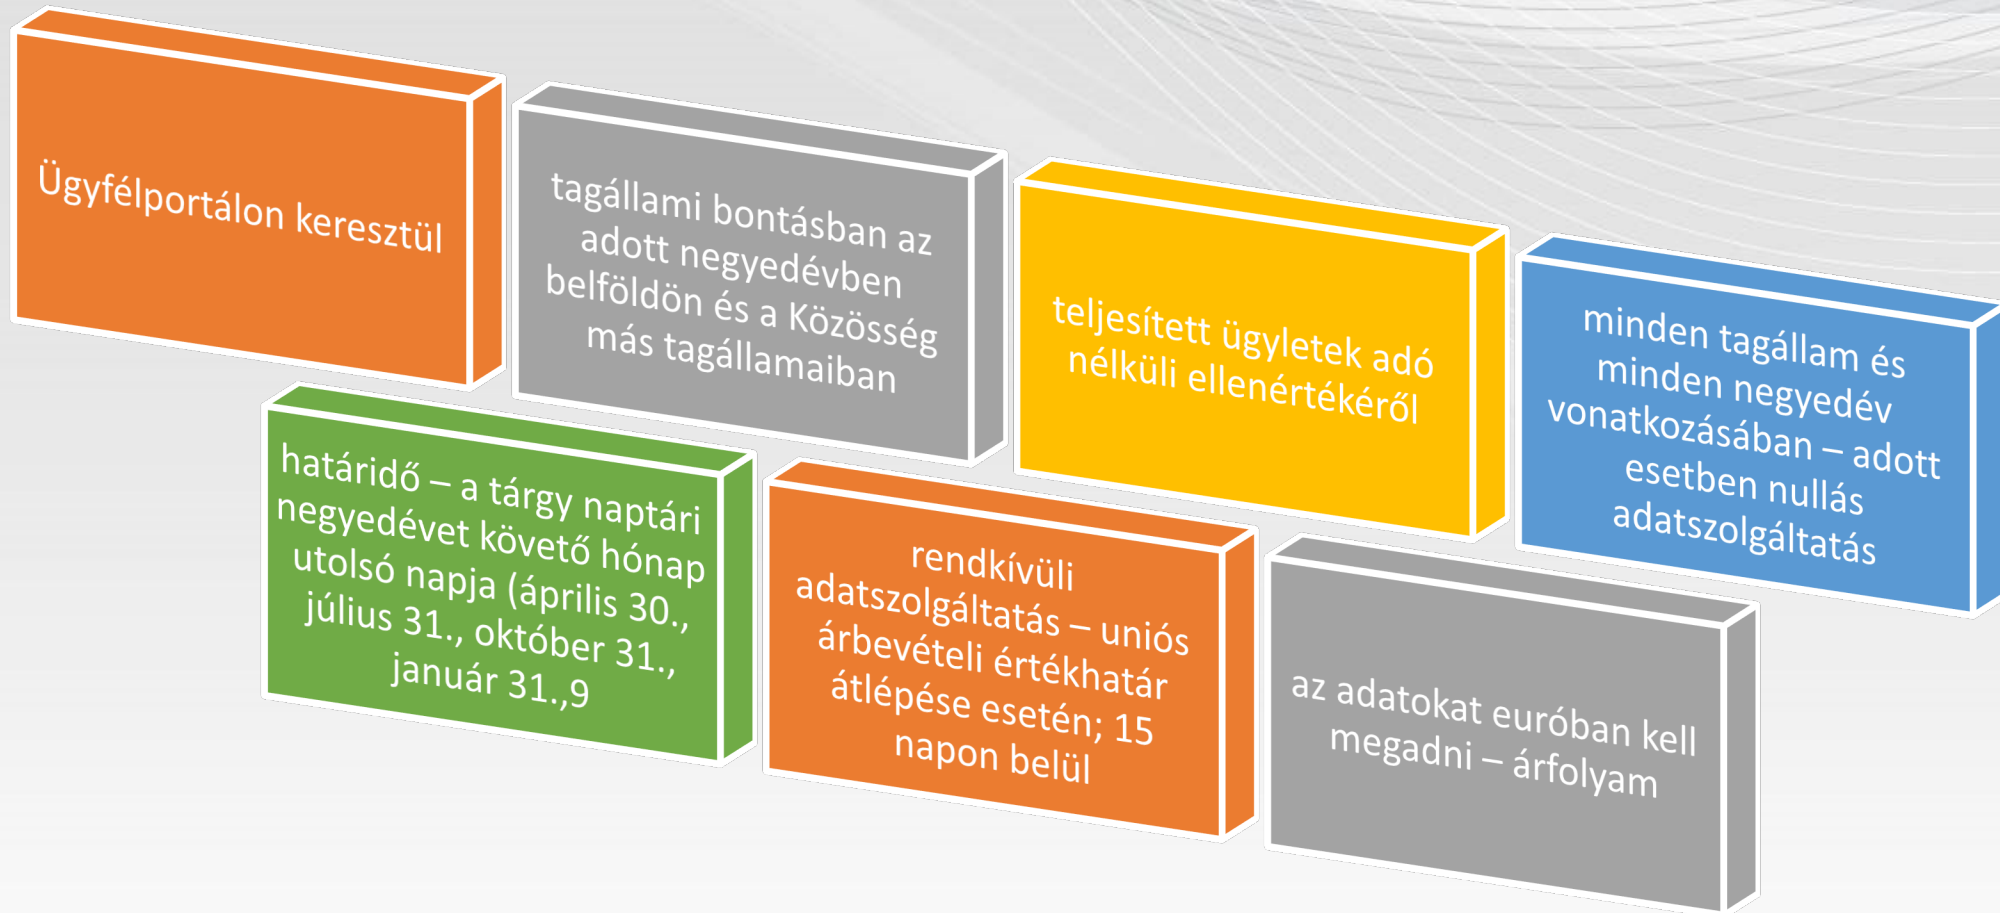 Ügyfélportálon keresztül
tagállami bontásban az
adott negyedévben
belföldön és a Közösség
más tagállamaiban
teljesített ügyletek adó
nélküli ellenértékéről
minden tagállam és
minden negyedév
vonatkozásában – adott
esetben nullás
adatszolgáltatás
határidő – a tárgy naptári
negyedévet követő hónap
utolsó napja (április 30.,
július 31., október 31.,
január 31.,9
rendkívüli
adatszolgáltatás – uniós
árbevételi értékhatár
átlépése esetén; 15
napon belül
az adatokat euróban kell
megadni – árfolyam